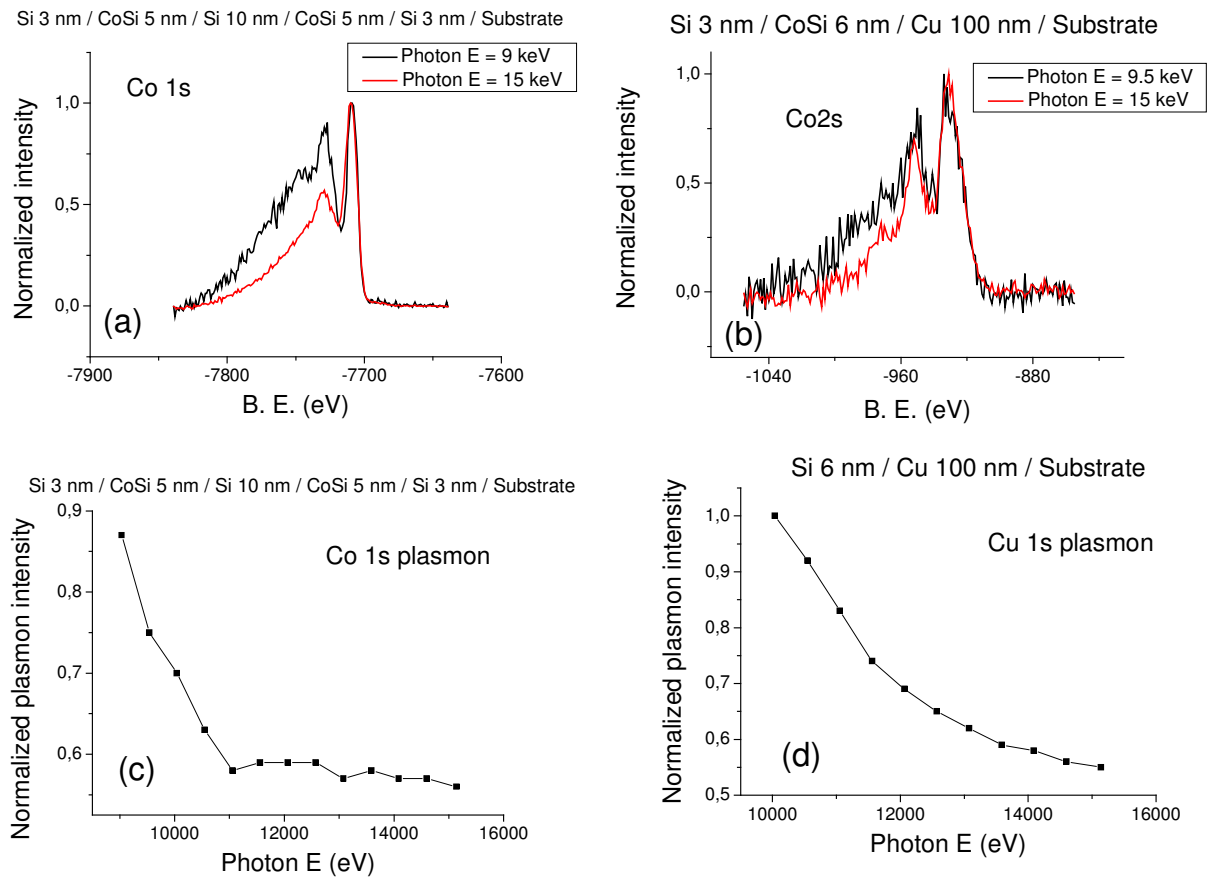 Si 3 nm / CoSi 5 nm / Si 10 nm / CoSi 5 nm / Si 3 nm / Substrate
Photon E = 9 keV
Photon E = 15 keV
Co 1s
1,0
0,5
0,0
Normalized intensity
(a)
-7900 -7800 -7700 -7600
B. E. (eV)
Si 3 nm / CoSi 6 nm / Cu 100 nm / Substrate
Photon E = 9.5 keV
Photon E = 15 keV
Co2s
1,0
0,5
0,0
Normalized intensity
(b)
-1040 -960 -880
B. E. (eV)
Si 3 nm / CoSi 5 nm / Si 10 nm / CoSi 5 nm / Si 3 nm / Substrate
Co 1s plasmon
0,9
0,8
0,7
0,6
Normalized plasmon intensity
(c)
10000 12000 14000 16000
Photon E (eV)
Si 6 nm / Cu 100 nm / Substrate
Cu 1s plasmon
1,0
0,9
0,8
0,7
0,6
0,5
Normalized plasmon intensity
(d)
10000 12000 14000 16000
Photon E (eV)